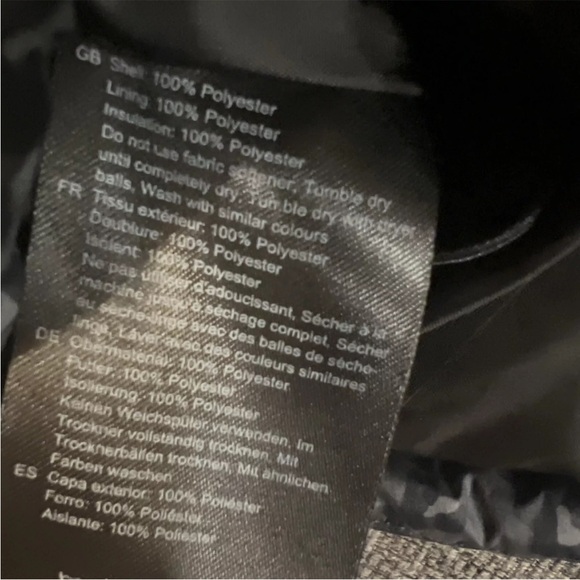 GB Shell: 100% Polyester
Lining: 100% Polyester
Insulation: 100% Polyester
Do not use fabric softener, Tumble dry
until completely dry, Tumble dry with dryer
balls, Wash with similar colours
FR Tissu extérieur: 100% Polyester
Doublure: 100% Polyester
Isolent: 100% Polyester
Ne pas utiliser d'adoucissant, Sécher à la
machine jusqu'à séchage complet, Sécher
au sèche-linge avec des balles de sèche-
linge, Laver avec des couleurs similaires
DE Obermaterial: 100% Polyester
Futter: 100% Polyester
Isolierung: 100% Polyester
Keinen Weichspüler verwenden, Im
Trockner vollständig trocknen, Mit
Trocknerbällen trocknen, Mit ähnlichen
Farben waschen
ES Capa exterior: 100% Poliéster
Forro: 100% Poliéster
Aislante: 100% Poliéster